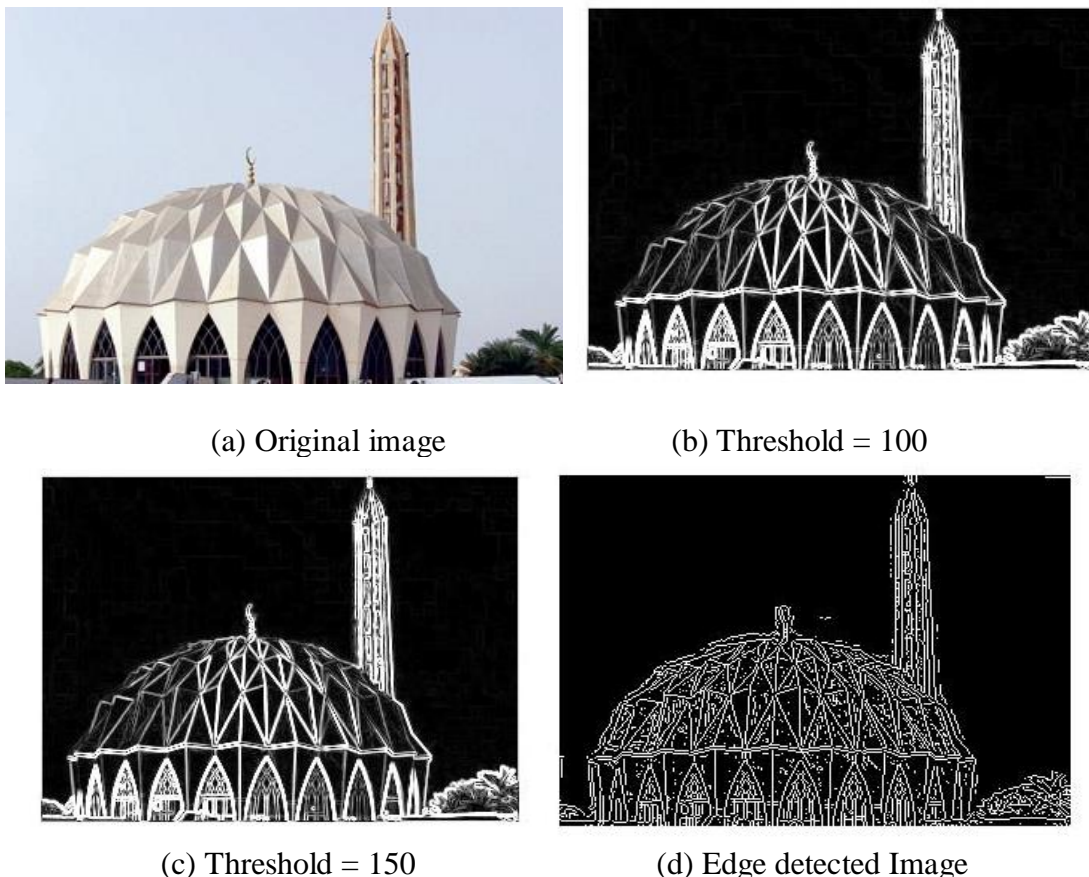 (a) Original image
(b) Threshold = 100
(c) Threshold = 150
(d) Edge detected Image